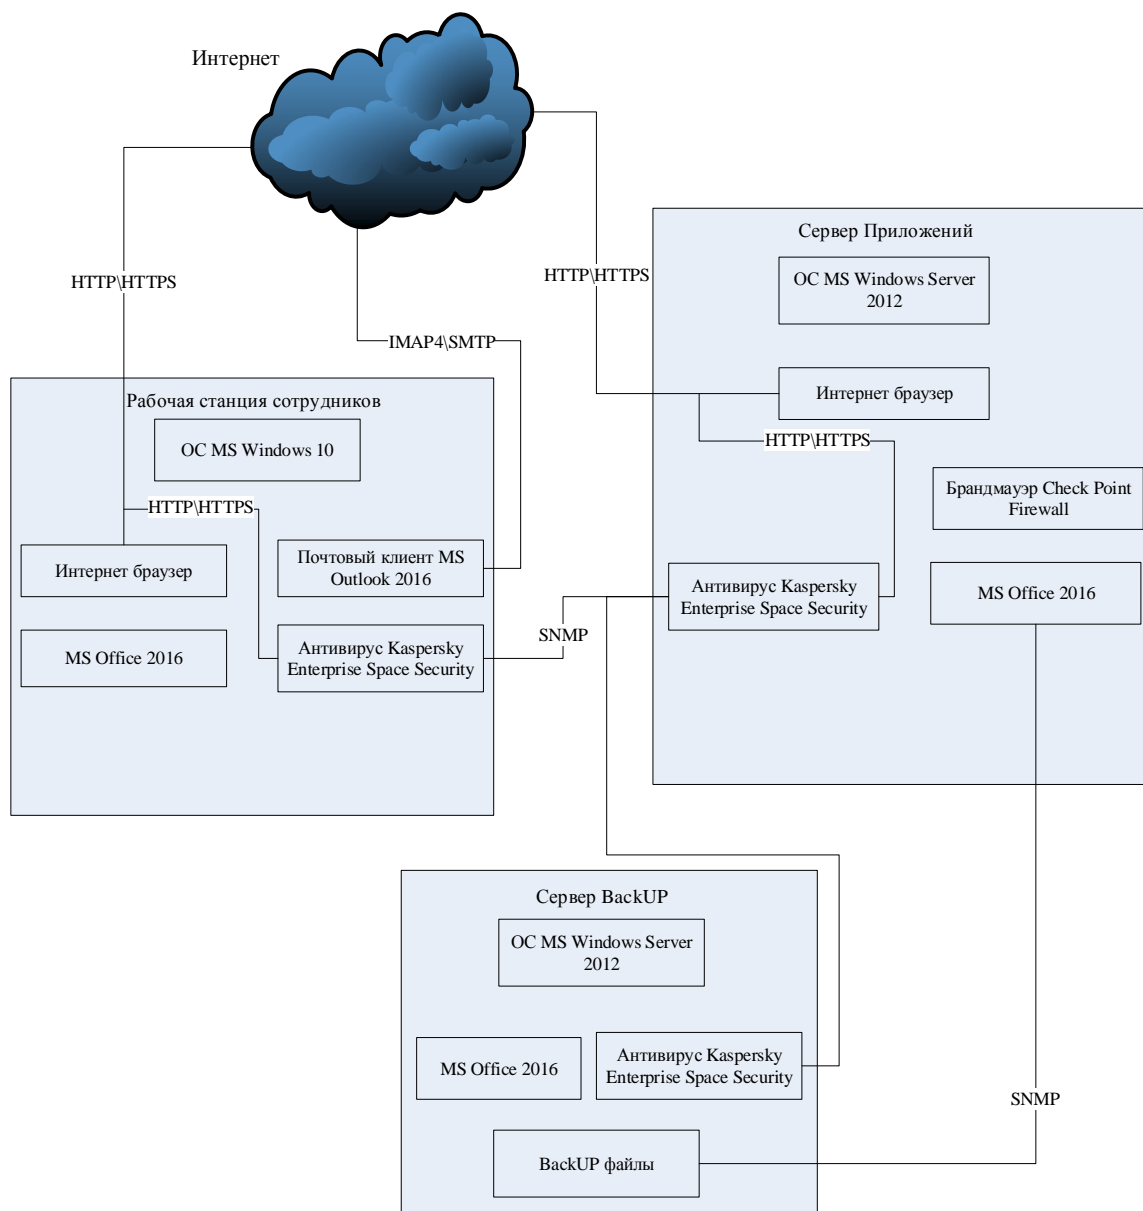 Интернет
HTTP\HTTPS
HTTP\HTTPS
IMAP4\SMTP
Сервер Приложений
ОС MS Windows Server
2012
Интернет браузер
HTTP\HTTPS
Брандмауэр Check Point
Firewall
Антивирус Kaspersky
Enterprise Space Security
MS Office 2016
Рабочая станция сотрудников
ОС MS Windows 10
HTTP\HTTPS
Интернет браузер
Почтовый клиент MS
Outlook 2016
MS Office 2016
Антивирус Kaspersky
Enterprise Space Security
SNMP
Сервер BackUP
ОС MS Windows Server
2012
MS Office 2016
Антивирус Kaspersky
Enterprise Space Security
SNMP
BackUP файлы